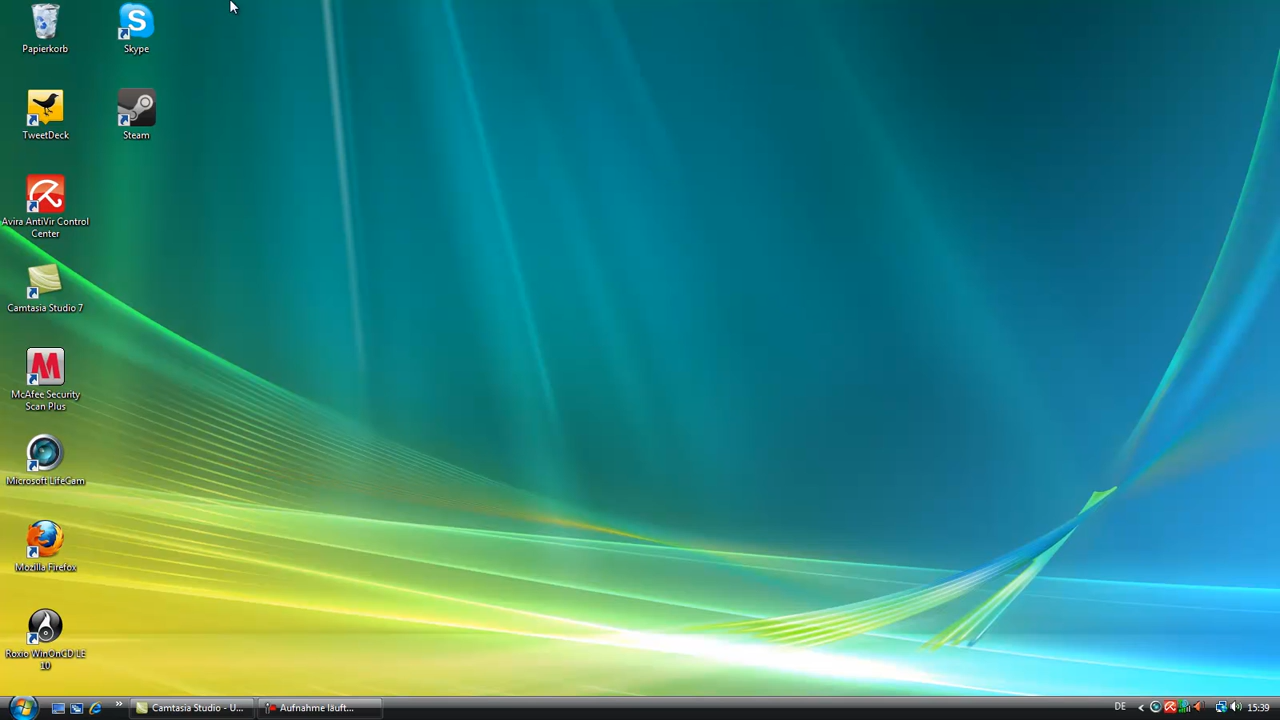 Papierkorb
Skype
TweetDeck
Steam
Avira AntiVir Control
Center
Camtasia Studio 7
McAfee Security
Scan Plus
Microsoft LifeCam
Mozilla Firefox
Roxio WinOnCD LE
10
Camtasia Studio - U...
Aufnahme läuft...
DE
15:39